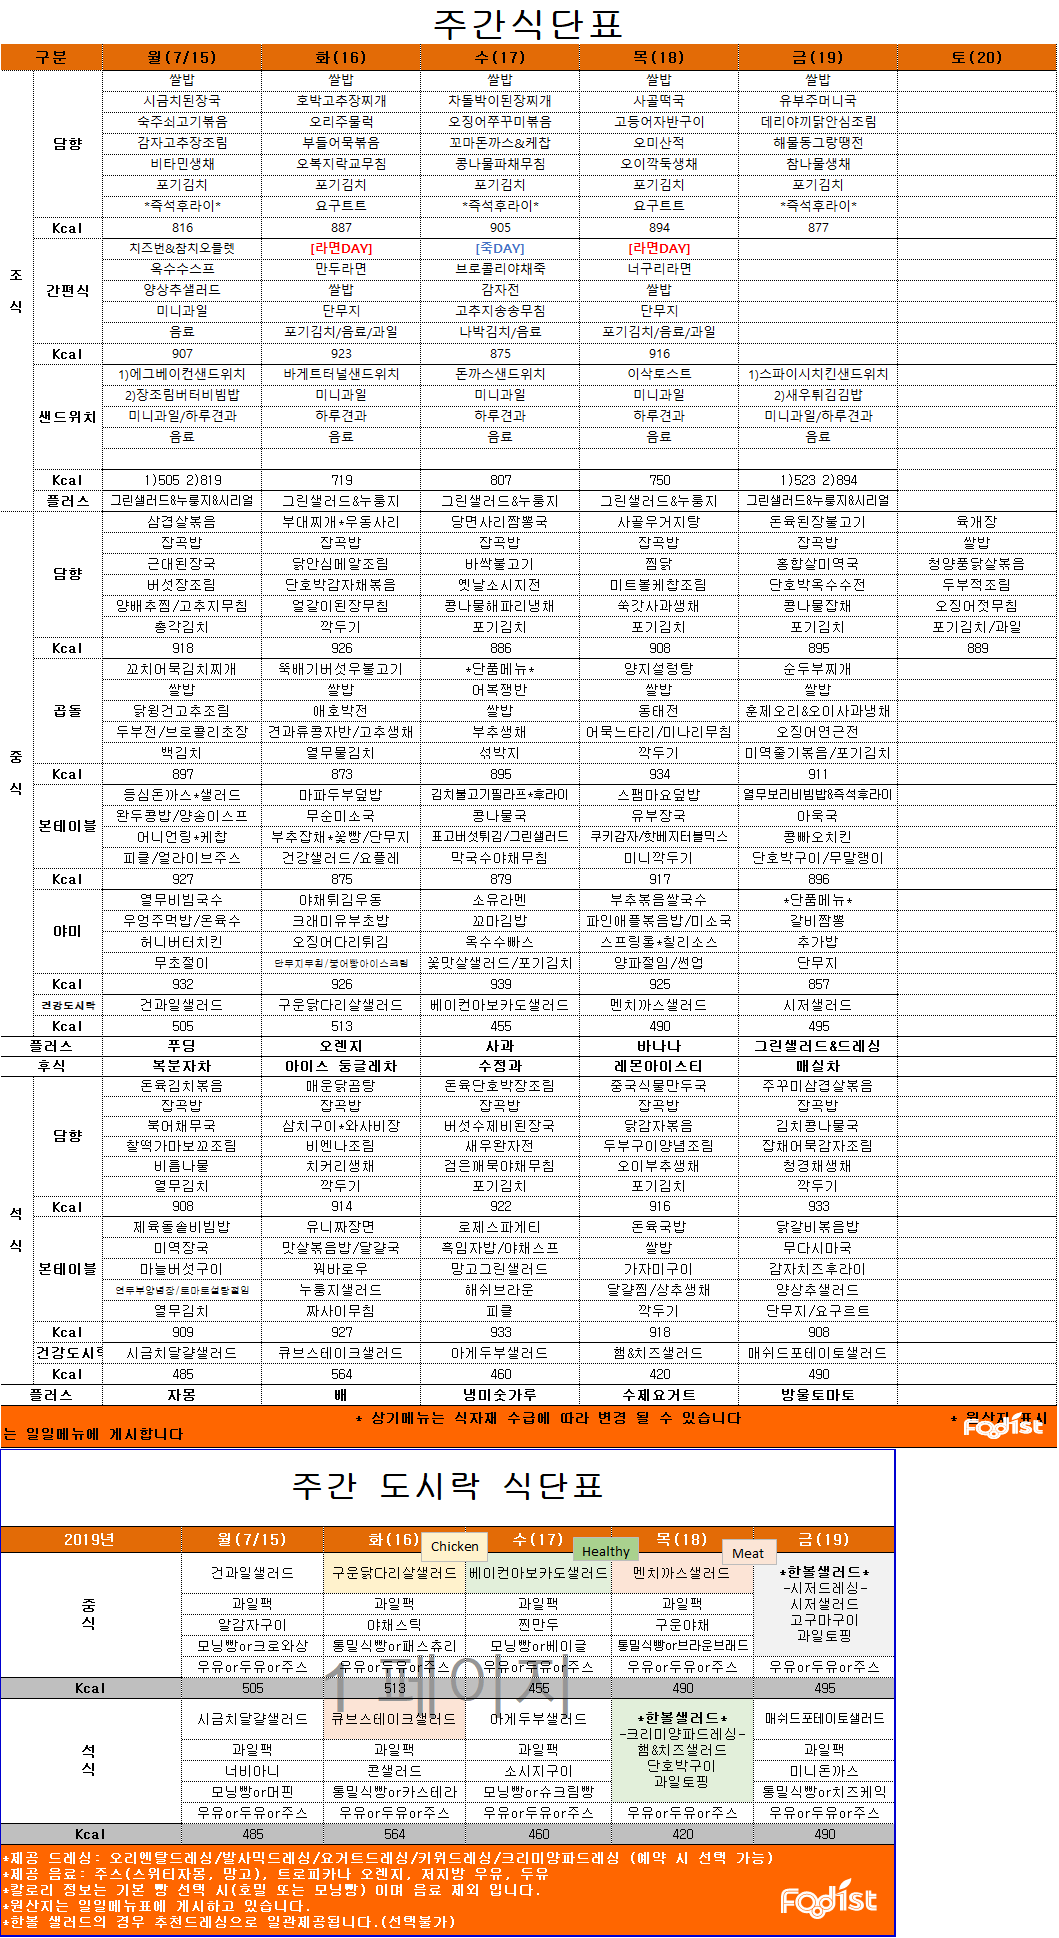 주간식단표
구분 월(7/15) 화(16) 수(17) 목(18) 금(19) 토(20)
쌀밥 쌀밥 쌀밥 쌀밥 쌀밥
시금치된장국 호박고추장찌개 차돌박이된장찌개 사골떡국 유부주머니국
숙주쇠고기볶음 오리주물럭 오징어쭈꾸미볶음 고등어자반구이 데리야끼닭안심조림
담향 감자고추장조림 부들어묵볶음 꼬마돈까스&케찹 오미산적 해물동그랑땡전
비타민생채 오복지락교무침 콩나물파채무침 오이깍둑생채 참나물생채
포기김치 포기김치 포기김치 포기김치 포기김치
*즉석후라이* 요구트트 *즉석후라이* 요구트트 *즉석후라이*
Kcal 816 887 905 894 877
치즈번&참치오믈렛 [라면DAY] [죽DAY] [라면DAY]
조식 옥수수스프 만두라면 브로콜리야채죽 너구리라면
간편식 양상추샐러드 쌀밥 감자전 쌀밥
미니과일 단무지 고추지송송무침 단무지
음료 포기김치/음료/과일 나박김치/음료 포기김치/음료/과일
Kcal 907 923 875 916
1)에그베이컨샌드위치 바게트터널샌드위치 돈까스샌드위치 이삭토스트 1)스파이시치킨샌드위치
2)장조림버터비빔밥 미니과일 미니과일 미니과일 2)새우튀김김밥
샌드위치 미니과일/하루견과 하루견과 하루견과 하루견과 미니과일/하루견과
음료 음료 음료 음료 음료
Kcal 1)505 2)819 719 807 750 1)523 2)894
플러스 그린샐러드&누룽지&시리얼 그린샐러드&누룽지 그린샐러드&누룽지 그린샐러드&누룽지 그린샐러드&누룽지&시리얼
삼겹살볶음 부대찌개*우동사리 당면사리짬뽕국 사골우거지탕 돈육된장불고기 육개장
잡곡밥 잡곡밥 잡곡밥 잡곡밥 잡곡밥 쌀밥
담향 근대된장국 닭안심메알조림 바싹불고기 찜닭 홍합살미역국 청양풍닭살볶음
버섯장조림 단호박감자채볶음 옛날소시지전 미트볼케찹조림 단호박옥수수전 두부적조림
양배추찜/고추지무침 얼갈이된장무침 콩나물해파리냉채 쑥갓사과생채 콩나물잡채 오징어젓무침
총각김치 깍두기 포기김치 포기김치 포기김치 포기김치/과일
Kcal 918 926 886 908 895 889
꼬치어묵김치찌개 뚝배기버섯우불고기 *단품메뉴* 양지설렁탕 순두부찌개
쌀밥 쌀밥 어복쟁반 쌀밥 쌀밥
곱돌 닭윙건고추조림 애호박전 쌀밥 동태전 훈제오리&오이사과냉채
중식 두부전/브로콜리초장 견과류콩자반/고추생채 부추생채 어묵느타리/미나리무침 오징어연근전
백김치 열무물김치 섞박지 깍두기 미역줄기볶음/포기김치
Kcal 897 873 895 934 911
등심돈까스*샐러드 마파두부덮밥 김치불고기필라프*후라이 스팸마요덮밥 열무보리비빔밥&즉석후라이
본테이블 완두콩밥/양송이스프 무순미소국 콩나물국 유부장국 아욱국
어니언링*케찹 부추잡채*꽃빵/단무지 표고버섯튀김/그린샐러드 쿠키감자/핫베지터블믹스 콩빠오치킨
피클/얼라이브주스 건강샐러드/요플레 막국수야채무침 미니깍두기 단호박구이/무말랭이
Kcal 927 875 879 917 896
열무비빔국수 야채튀김우동 소유라멘 부추볶음쌀국수 *단품메뉴*
야미 우엉주먹밥/온육수 크래미유부초밥 꼬마김밥 파인애플볶음밥/미소국 갈비짬뽕
허니버터치킨 오징어다리튀김 옥수수빠스 스프링롤*칠리소스 추가밥
무초절이 단무지무침/붕어빵아이스크림 꽃맛살샐러드/포기김치 양파절임/썬업 단무지
Kcal 932 926 939 925 857
건강도시락 건과일샐러드 구운닭다리살샐러드 베이컨아보카도샐러드 멘치까스샐러드 시저샐러드
Kcal 505 513 455 490 495
플러스 푸딩 오렌지 사과 바나나 그린샐러드&드레싱
후식 복분자차 아이스 둥글레차 수정과 레몬아이스티 매실차
돈육김치볶음 매운닭곰탕 돈육단호박장조림 중국식물만두국 주꾸미삼겹살볶음
잡곡밥 잡곡밥 잡곡밥 잡곡밥 잡곡밥
담향 북어채무국 삼치구이*와사비장 버섯수제비된장국 닭감자볶음 김치콩나물국
찰떡가마보꼬조림 비엔나조림 새우완자전 두부구이양념조림 잡채어묵감자조림
비름나물 치커리생채 검은깨묵야채무침 오이부추생채 청경채생채
열무김치 깍두기 포기김치 포기김치 깍두기
Kcal 908 914 922 916 933
석식 제육돌솥비빔밥 유니짜장면 로제스파게티 돈육국밥 닭갈비볶음밥
미역장국 맛살볶음밥/달걀국 흑임자밥/야채스프 쌀밥 무다시마국
본테이블 마늘버섯구이 꿔바로우 망고그린샐러드 가자미구이 감자치즈후라이
연두부양념장/토마토설탕절임 누룽지샐러드 해쉬브라운 달걀찜/상추생채 양상추샐러드
열무김치 짜사이무침 피클 깍두기 단무지/요구르트
Kcal 909 927 933 918 908
건강도시락 시금치달걀샐러드 큐브스테이크샐러드 아게두부샐러드 햄&치즈샐러드 매쉬드포테이토샐러드
Kcal 485 564 460 420 490
플러스 자몽 배 냉미숫가루 수제요거트 방울토마토
* 상기메뉴는 식자재 수급에 따라 변경 될 수 있습니다 * 원산지 표시
는 일일메뉴에 게시합니다
Foodist
주간 도시락 식단표
2019년 월(7/15) 화(16) 수(17) 목(18) 금(19)
Chicken Healthy Meat
건과일샐러드 구운닭다리살샐러드 베이컨아보카도샐러드 멘치까스샐러드 *한볼샐러드*
-시저드레싱-
중식 과일팩 과일팩 과일팩 과일팩 시저샐러드
알감자구이 야채스틱 찐만두 구운야채 고구마구이
모닝빵or크로와상 통밀식빵or패스츄리 모닝빵or베이글 통밀식빵or브라운브래드 과일토핑
우유or두유or주스 우유or두유or주스 우유or두유or주스 우유or두유or주스 우유or두유or주스
1 페이지
Kcal 505 513 455 490 495
시금치달걀샐러드 큐브스테이크샐러드 아게두부샐러드 *한볼샐러드* 매쉬드포테이토샐러드
-크리미양파드레싱-
석식 과일팩 과일팩 과일팩 햄&치즈샐러드 과일팩
너비아니 콘샐러드 소시지구이 단호박구이 미니돈까스
모닝빵or머핀 통밀식빵or카스테라 모닝빵or슈크림빵 과일토핑 통밀식빵or치즈케익
우유or두유or주스 우유or두유or주스 우유or두유or주스 우유or두유or주스 우유or두유or주스
Kcal 485 564 460 420 490
*제공 드레싱: 오리엔탈드레싱/발사믹드레싱/요거트드레싱/키위드레싱/크리미양파드레싱 (예약 시 선택 가능)
*제공 음료: 주스(스위티자몽, 망고), 트로피카나 오렌지, 저지방 우유, 두유
*칼로리 정보는 기본 빵 선택 시(호밀 또는 모닝빵) 이며 음료 제외 입니다.
*원산지는 일일메뉴표에 게시하고 있습니다.
*한볼 샐러드의 경우 추천드레싱으로 일관제공됩니다.(선택불가)
Foodist